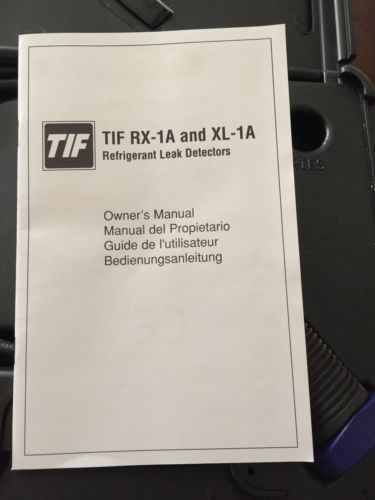 TIF
TIF RX-1A and XL-1A
Refrigerant Leak Detectors
Owner's Manual
Manual del Propietario
Guide de l'utilisateur
Bedienungsanleitung